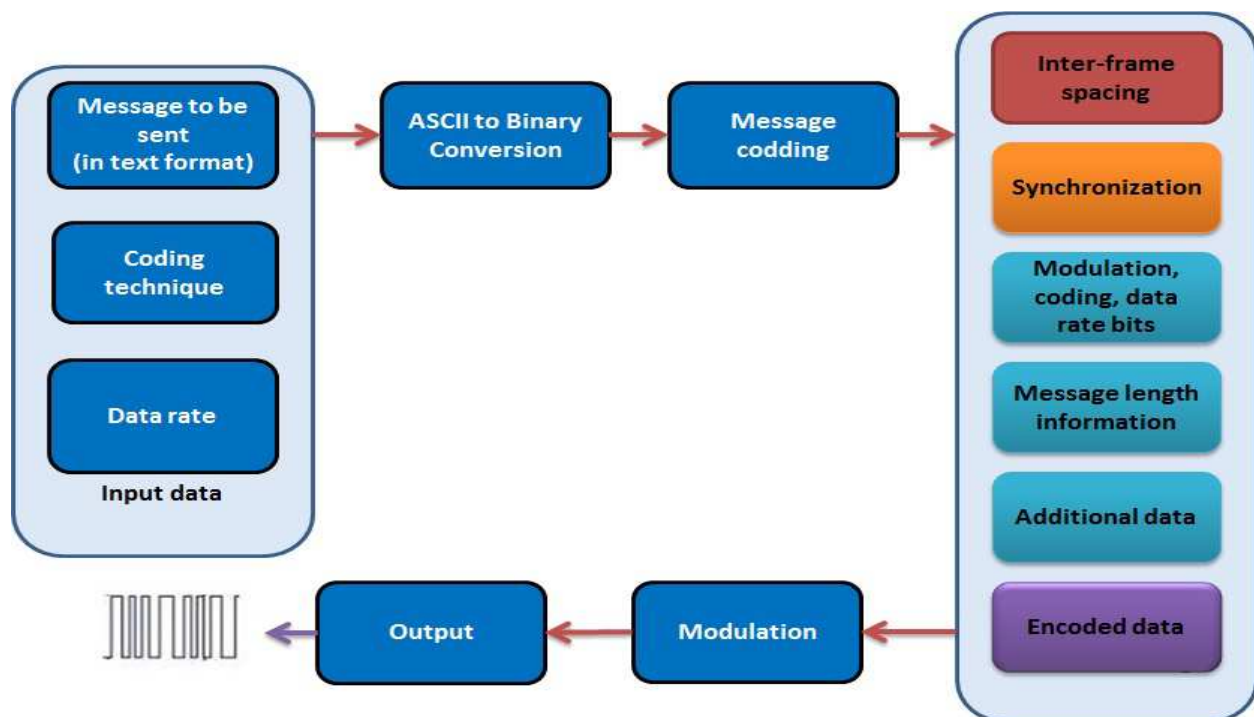 Message to be
sent
(in text format)
Coding
technique
Data rate
Input data
ASCII to Binary
Conversion
Message
codding
Inter-frame
spacing
Synchronization
Modulation,
coding, data
rate bits
Message length
information
Additional data
Encoded data
Modulation
Output